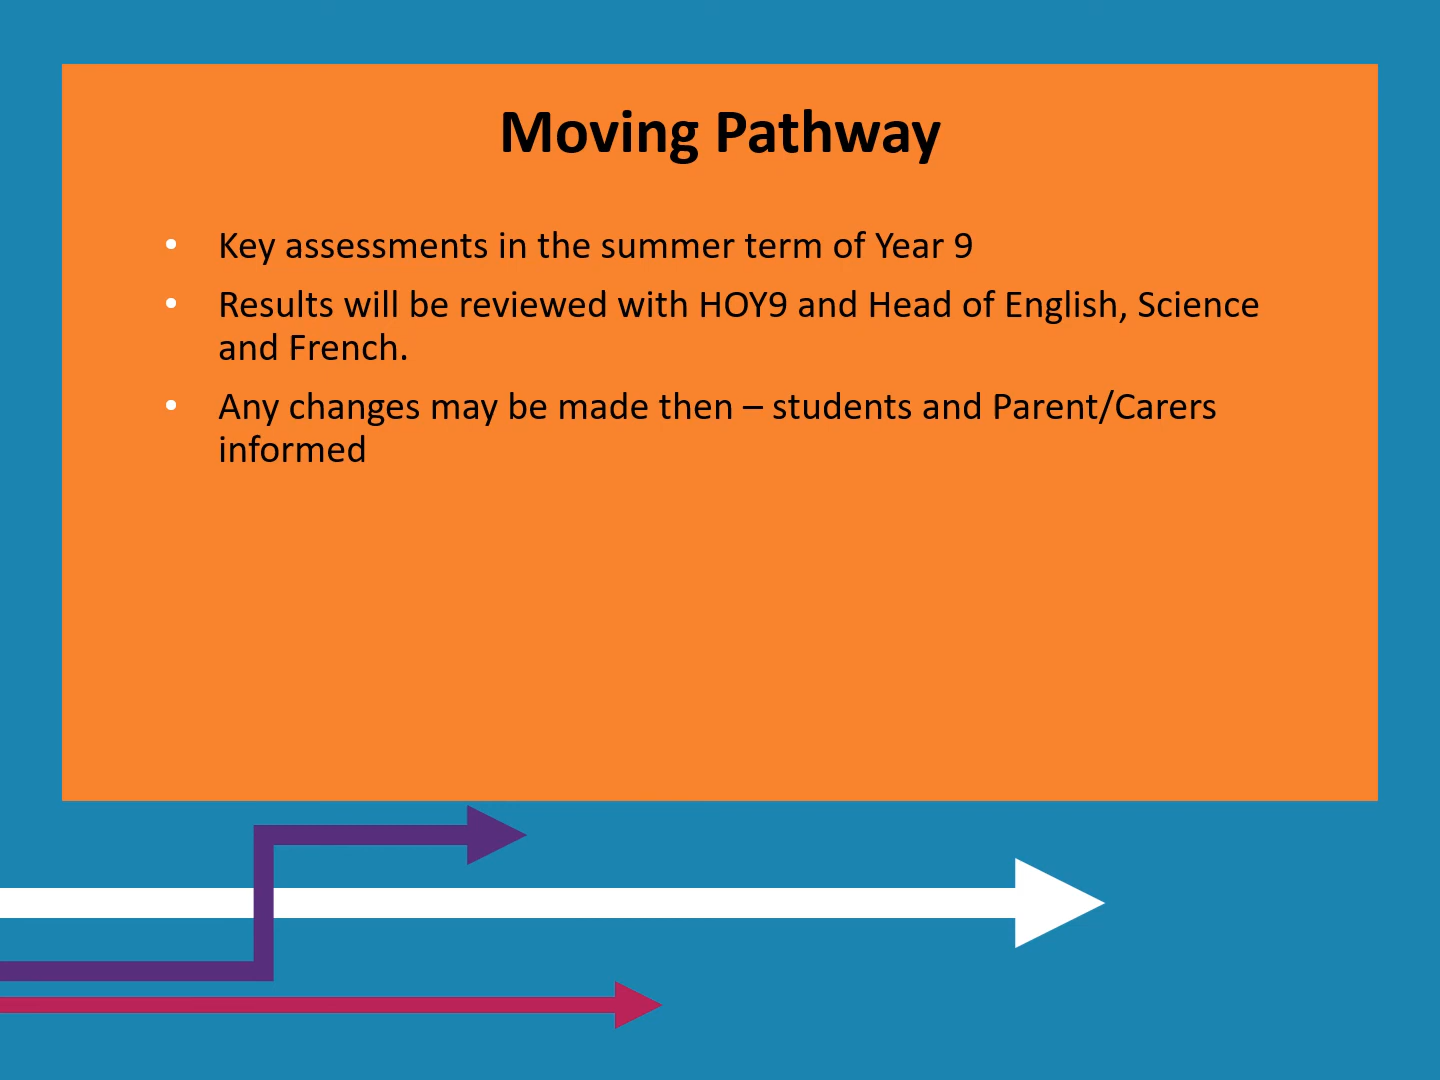 Moving Pathway
• Key assessments in the summer term of Year 9
• Results will be reviewed with HOY9 and Head of English, Science
and French.
• Any changes may be made then – students and Parent/Carers
informed